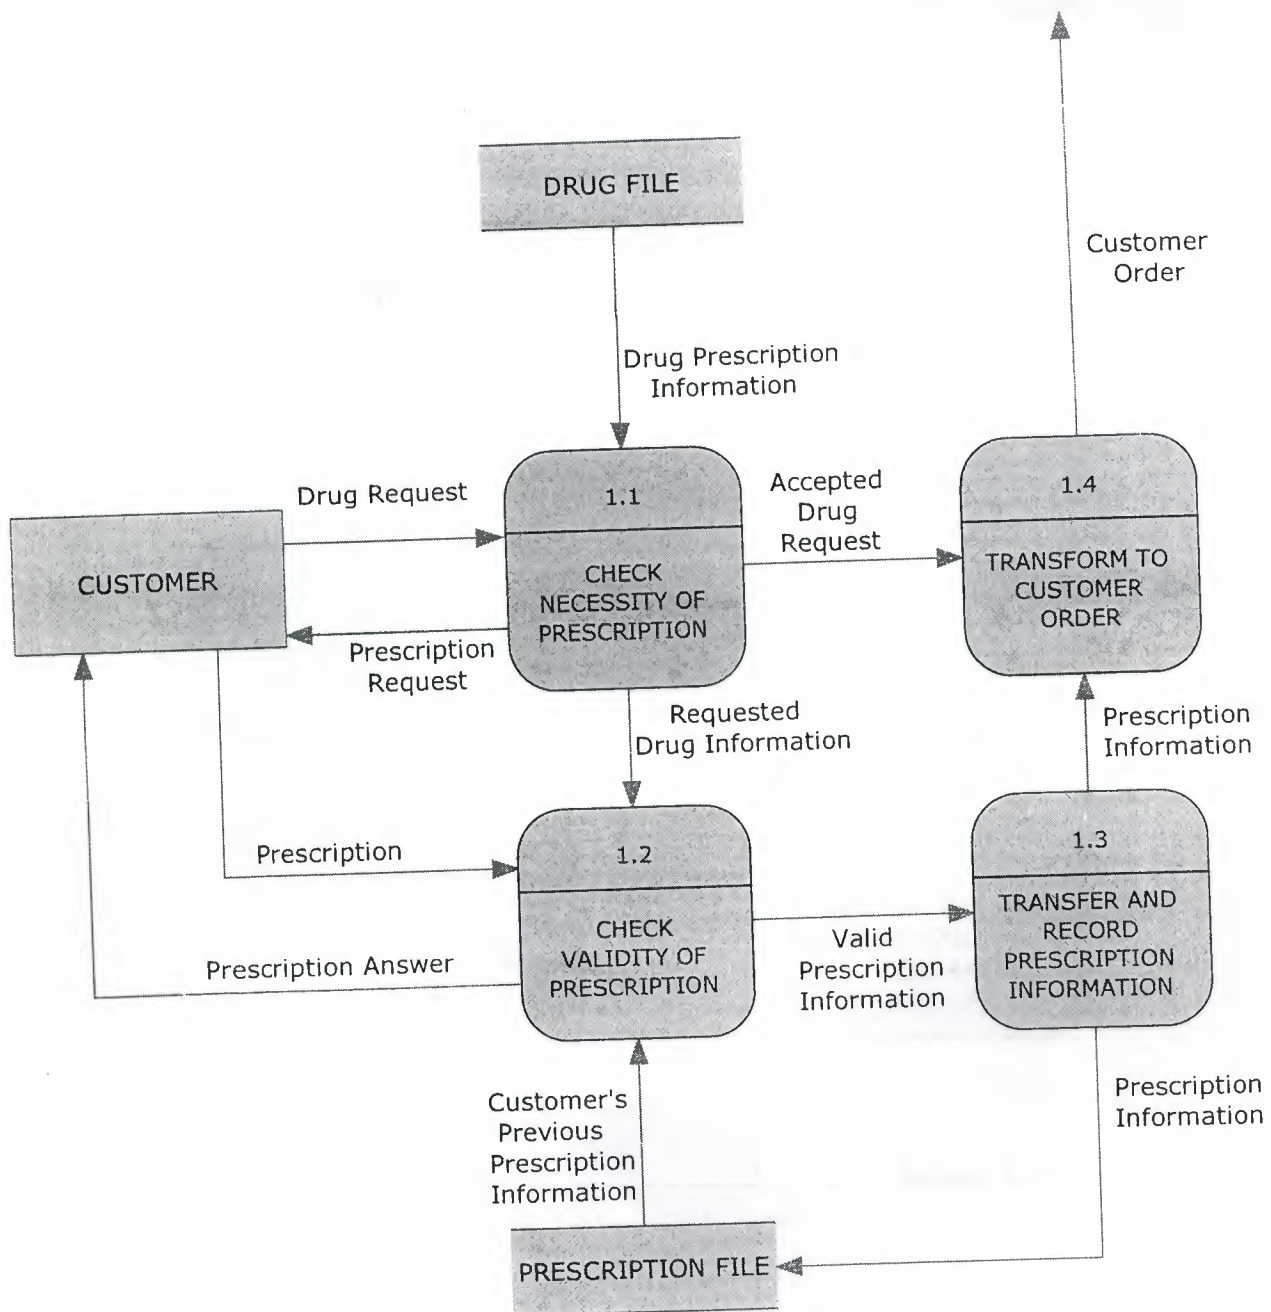 DRUG FILE
Customer
Order
Drug Prescription
Information
Drug Request
1.1
CHECK
NECESSITY OF
PRESCRIPTION
Accepted
Drug
Request
1.4
TRANSFORM TO
CUSTOMER
ORDER
CUSTOMER
Prescription
Request
Requested
Drug Information
Prescription
Information
Prescription
1.2
CHECK
VALIDITY OF
PRESCRIPTION
1.3
TRANSFER AND
RECORD
PRESCRIPTION
INFORMATION
Valid
Prescription
Information
Prescription Answer
Customer's
Previous
Prescription
Information
Prescription
Information
PRESCRIPTION FILE